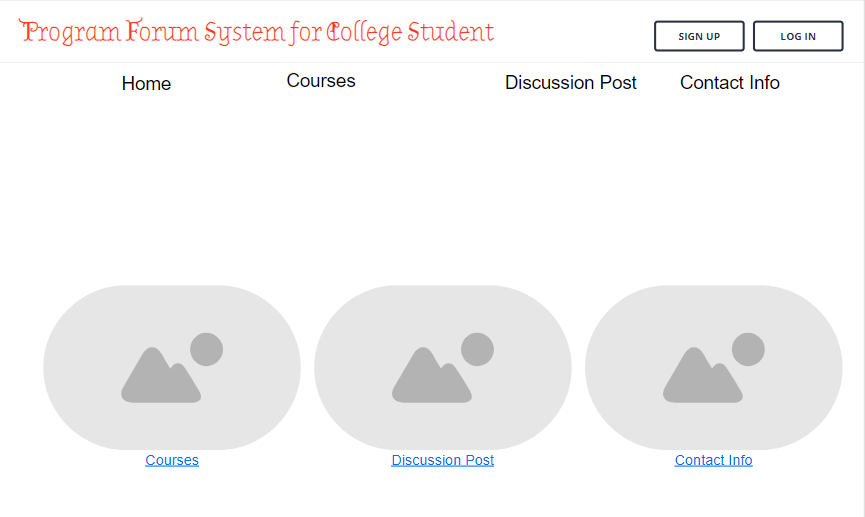 Program Forum System for College Student
SIGN UP
LOG IN
Home
Courses
Discussion Post
Contact Info
Courses
Discussion Post
Contact Info